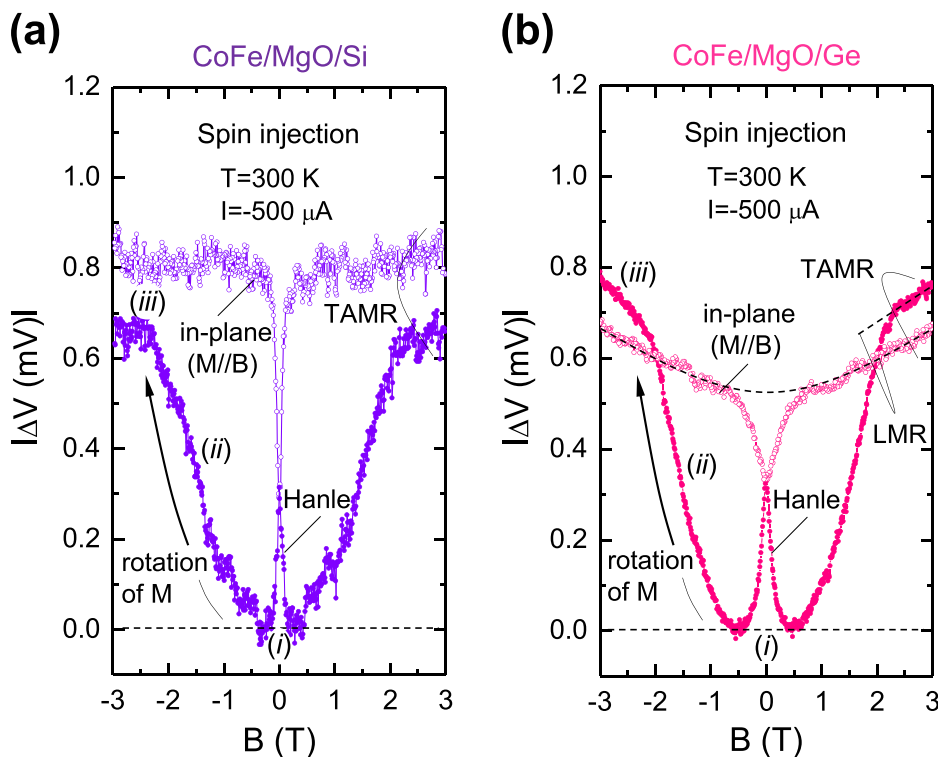 (a)
CoFe/MgO/Si
1.2
1.0
0.8
0.6
0.4
0.2
0.0
|ΔV (mV)|
Spin injection
T=300 K
I=-500 μA
(iii)
in-plane
(M//B)
TAMR
(ii)
Hanle
rotation
of M
(i)
-3 -2 -1 0 1 2 3
B (T)
(b)
CoFe/MgO/Ge
1.2
1.0
0.8
0.6
0.4
0.2
0.0
|ΔV (mV)|
Spin injection
T=300 K
I=-500 μA
(iii)
TAMR
in-plane
(M//B)
LMR
(ii)
Hanle
rotation
of M
(i)
-3 -2 -1 0 1 2 3
B (T)